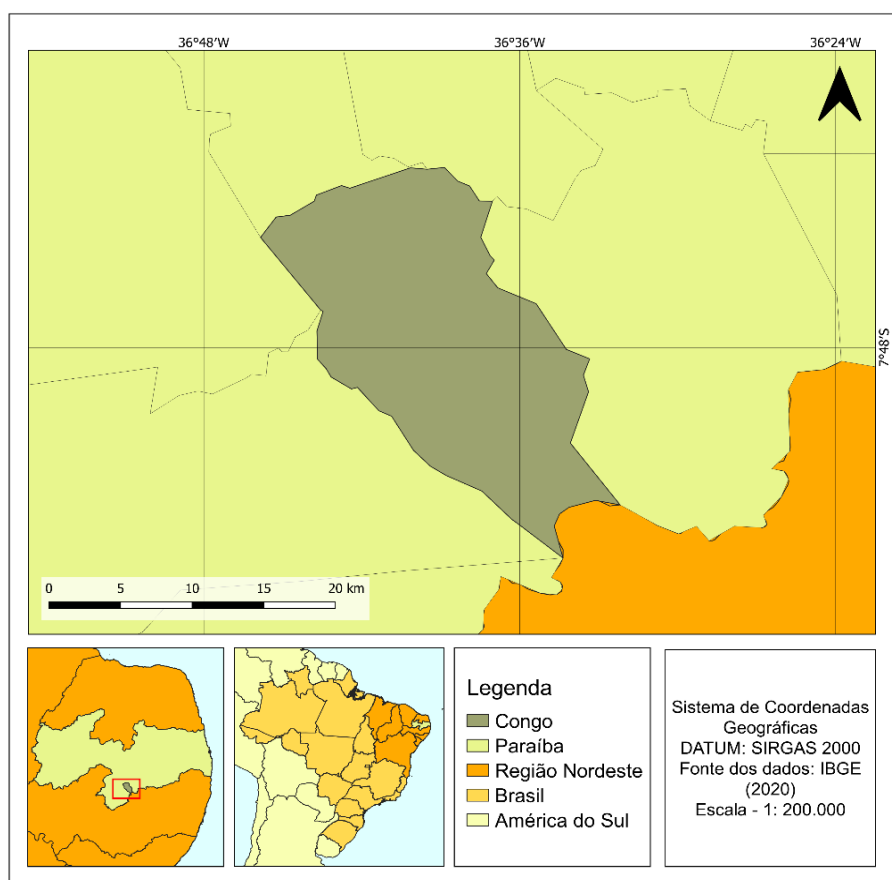 36°48'W 36°36'W 36°24'W
7°48'S
0 5 10 15 20 km
Legenda
Congo
Paraíba
Região Nordeste
Brasil
América do Sul
Sistema de Coordenadas
Geográficas
DATUM: SIRGAS 2000
Fonte dos dados: IBGE
(2020)
Escala - 1: 200.000